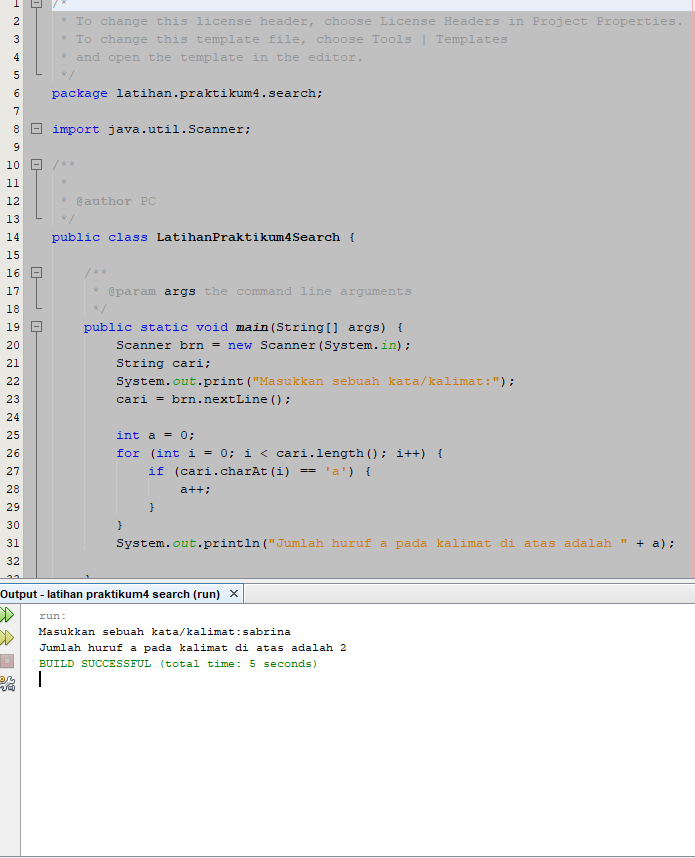 1 /*
2 * To change this license header, choose License Headers in Project Properties.
3 * To change this template file, choose Tools | Templates
4 * and open the template in the editor.
5 */
6 package latihan.praktikum4.search;
7
8 import java.util.Scanner;
9
10 /**
11 *
12 * @author PC
13 */
14 public class LatihanPraktikum4Search {
15
16 /**
17 * @param args the command line arguments
18 */
19 public static void main(String[] args) {
20 Scanner brn = new Scanner(System.in);
21 String cari;
22 System.out.print("Masukkan sebuah kata/kalimat:");
23 cari = brn.nextLine();
24
25 int a = 0;
26 for (int i = 0; i < cari.length(); i++) {
27 if (cari.charAt(i) == 'a') {
28 a++;
29 }
30 }
31 System.out.println("Jumlah huruf a pada kalimat di atas adalah " + a);
32
Output - latihan praktikum4 search (run) ×
run:
Masukkan sebuah kata/kalimat:sabrina
Jumlah huruf a pada kalimat di atas adalah 2
BUILD SUCCESSFUL (total time: 5 seconds)